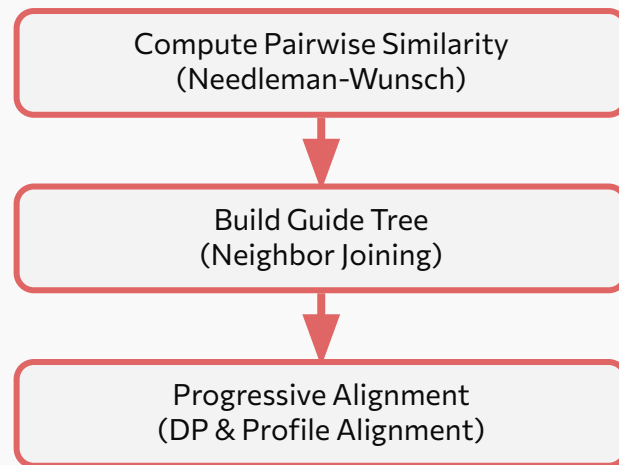 Compute Pairwise Similarity
(Needleman-Wunsch)
Build Guide Tree
(Neighbor Joining)
Progressive Alignment
(DP & Profile Alignment)